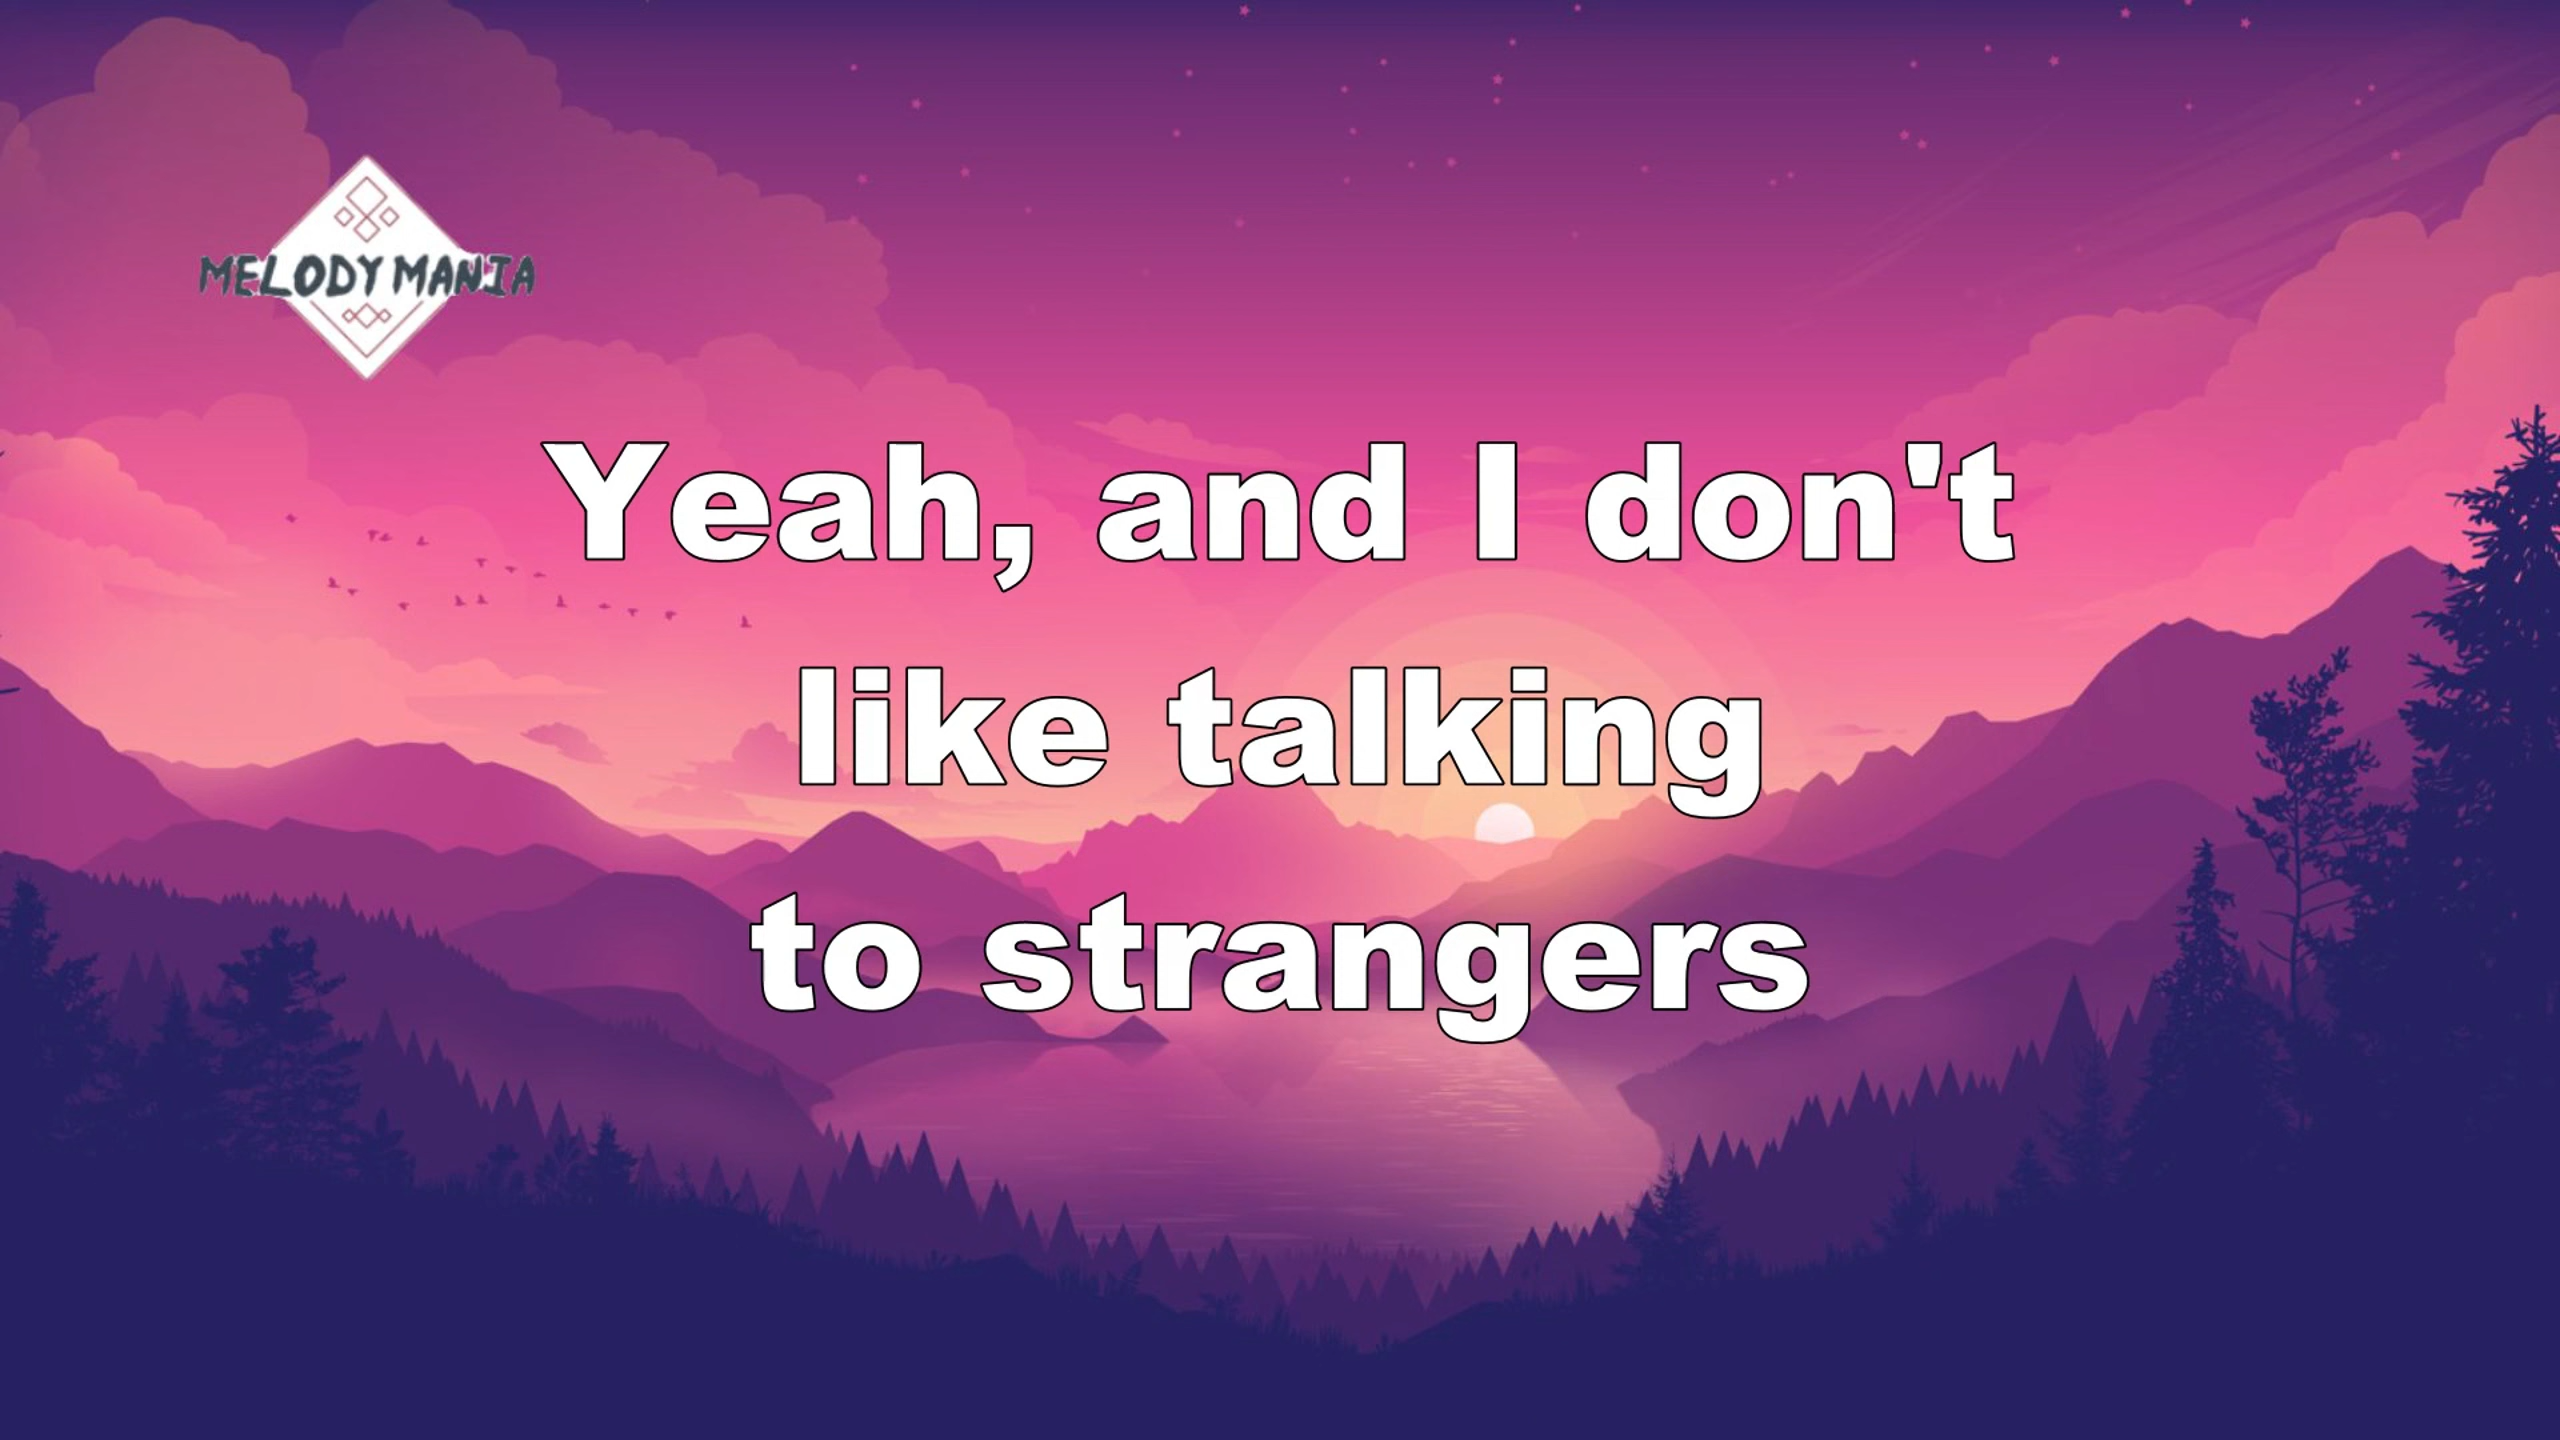 MELODY MANIA
Yeah, and I don't
like talking
to strangers